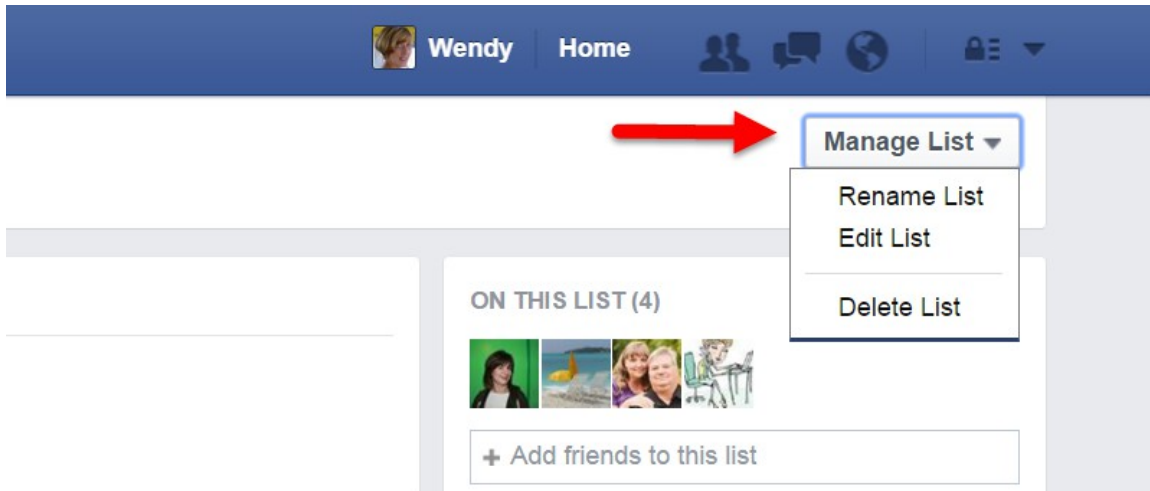 Wendy Home
Manage List
Rename List
Edit List
Delete List
ON THIS LIST (4)
+ Add friends to this list